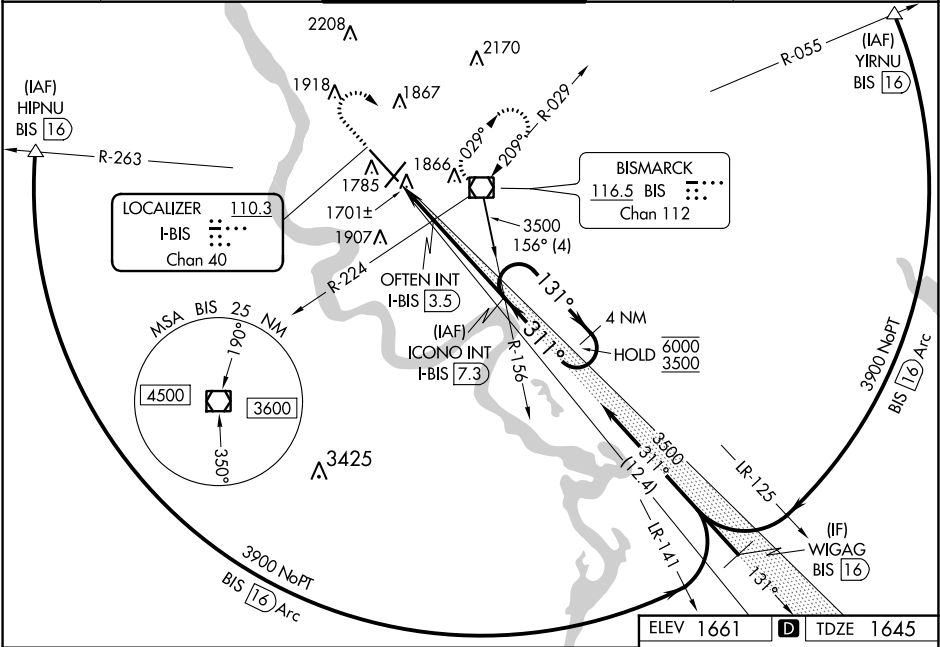 2208
2170
R-055
(IAF)
YIRNU
BIS 16
(IAF)
HIPNU
BIS 16
1918
1867
R-029
029°
209°
R-263
1785
1866
BISMARCK
116.5 BIS
Chan 112
LOCALIZER 110.3
I-BIS
Chan 40
1701±
1907
3500
156° (4)
R-224
OFTEN INT
I-BIS 3.5
131°
4 NM
(IAF)
ICONO INT
I-BIS 7.3
311°
HOLD 6000
3500
R-156
MSA BIS 25 NM
190°
4500
3600
350°
3900 NoPT
BIS 16 Arc
3425
3500
311°
(12.4)
LR-125
LR-141
(IF)
WIGAG
BIS 16
131°
3900 NoPT
BIS 16 Arc
ELEV 1661 D TDZE 1645